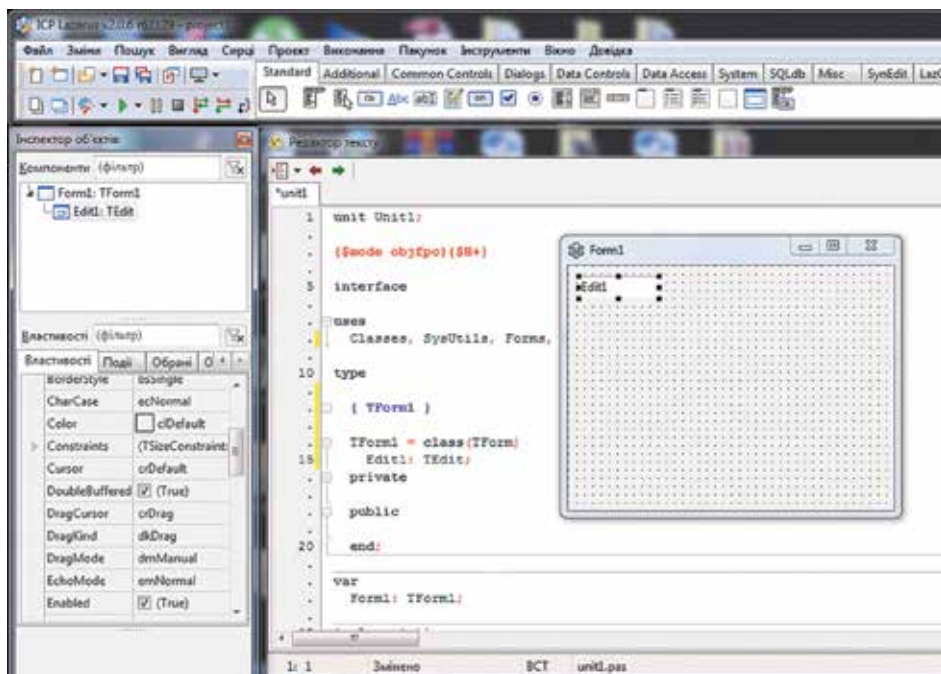 ІСР Lazarus v2.0.6
Файл Зміни Пошук Вигляд Серці Проект Виконання Пакунок Інструменти Вікно Довідка
Standard Additional Common Controls Dialogs Data Controls Data Access System SQLdb Misc SynEdit
Інспектор об'єктів
Компоненти (фільтр)
Form1: TForm1
Edit1: TEdit
Властивості (фільтр)
Властивості Події Обрані
BorderStyle bsSingle
CharCase ecNormal
Color clDefault
Constraints (TSizeConstraint:
Cursor crDefault
DoubleBuffered (True)
DragCursor crDrag
DragKind dkDrag
DragMode dmManual
EchoMode emNormal
Enabled (True)
Редактор тексту
*unit1
1 unit Unit1;
{$mode objfpc}{$H+}
5 interface
uses
Classes, SysUtils, Forms,
10 type
{ TForm1 }
TForm1 = class(TForm)
15 Edit1: TEdit;
private
public
20 end;
var
Form1: TForm1;
1: 1 Змінено ВСТ unit1.pas
Form1
Edit1